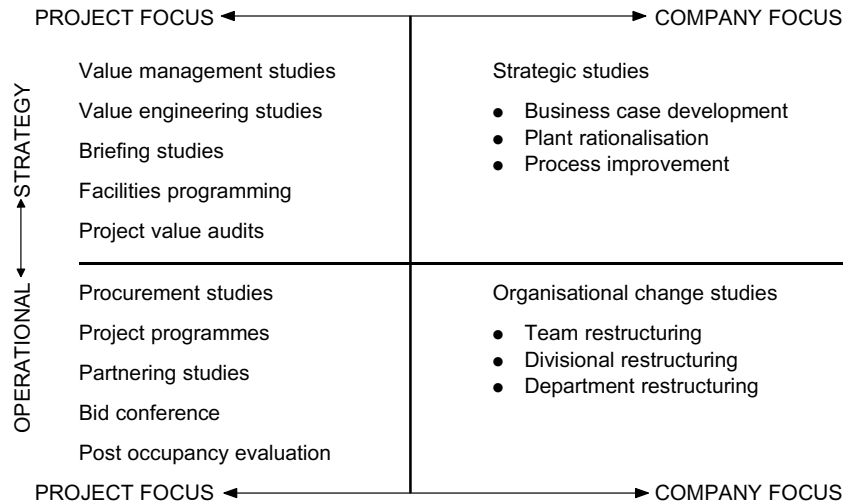 PROJECT FOCUS
COMPANY FOCUS
STRATEGY
Value management studies
Value engineering studies
Briefing studies
Facilities programming
Project value audits
Strategic studies
● Business case development
● Plant rationalisation
● Process improvement
OPERATIONAL
Procurement studies
Project programmes
Partnering studies
Bid conference
Post occupancy evaluation
Organisational change studies
● Team restructuring
● Divisional restructuring
● Department restructuring
PROJECT FOCUS
COMPANY FOCUS